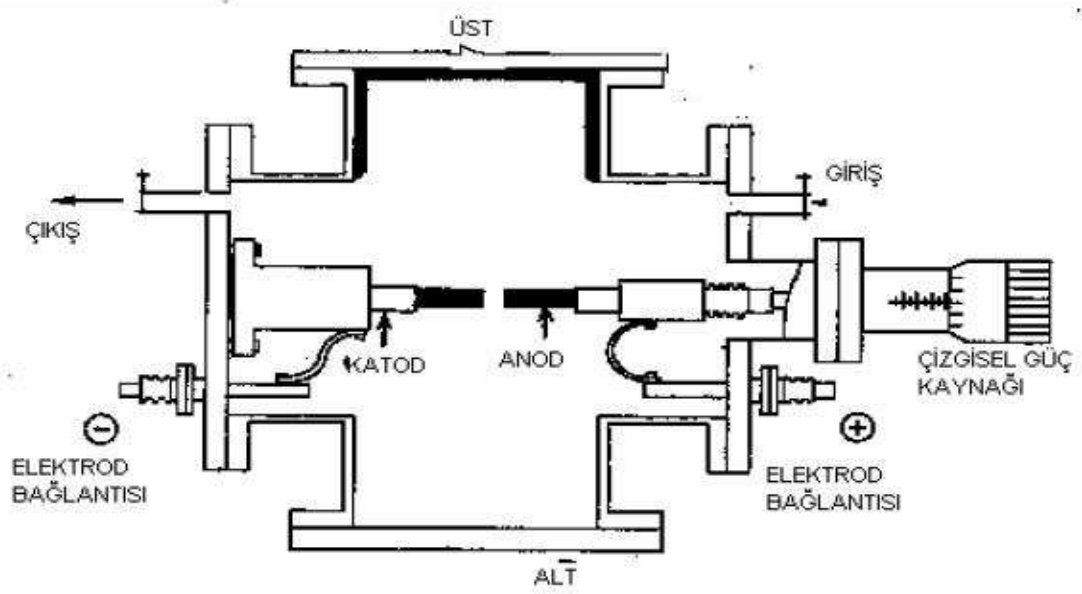 ÜST
GİRİŞ
ÇIKIŞ
KATOD
ANOD
ÇİZGİSEL GÜÇ
KAYNAĞI
-
+
ELEKTROD
BAĞLANTISI
ELEKTROD
BAĞLANTISI
ALT